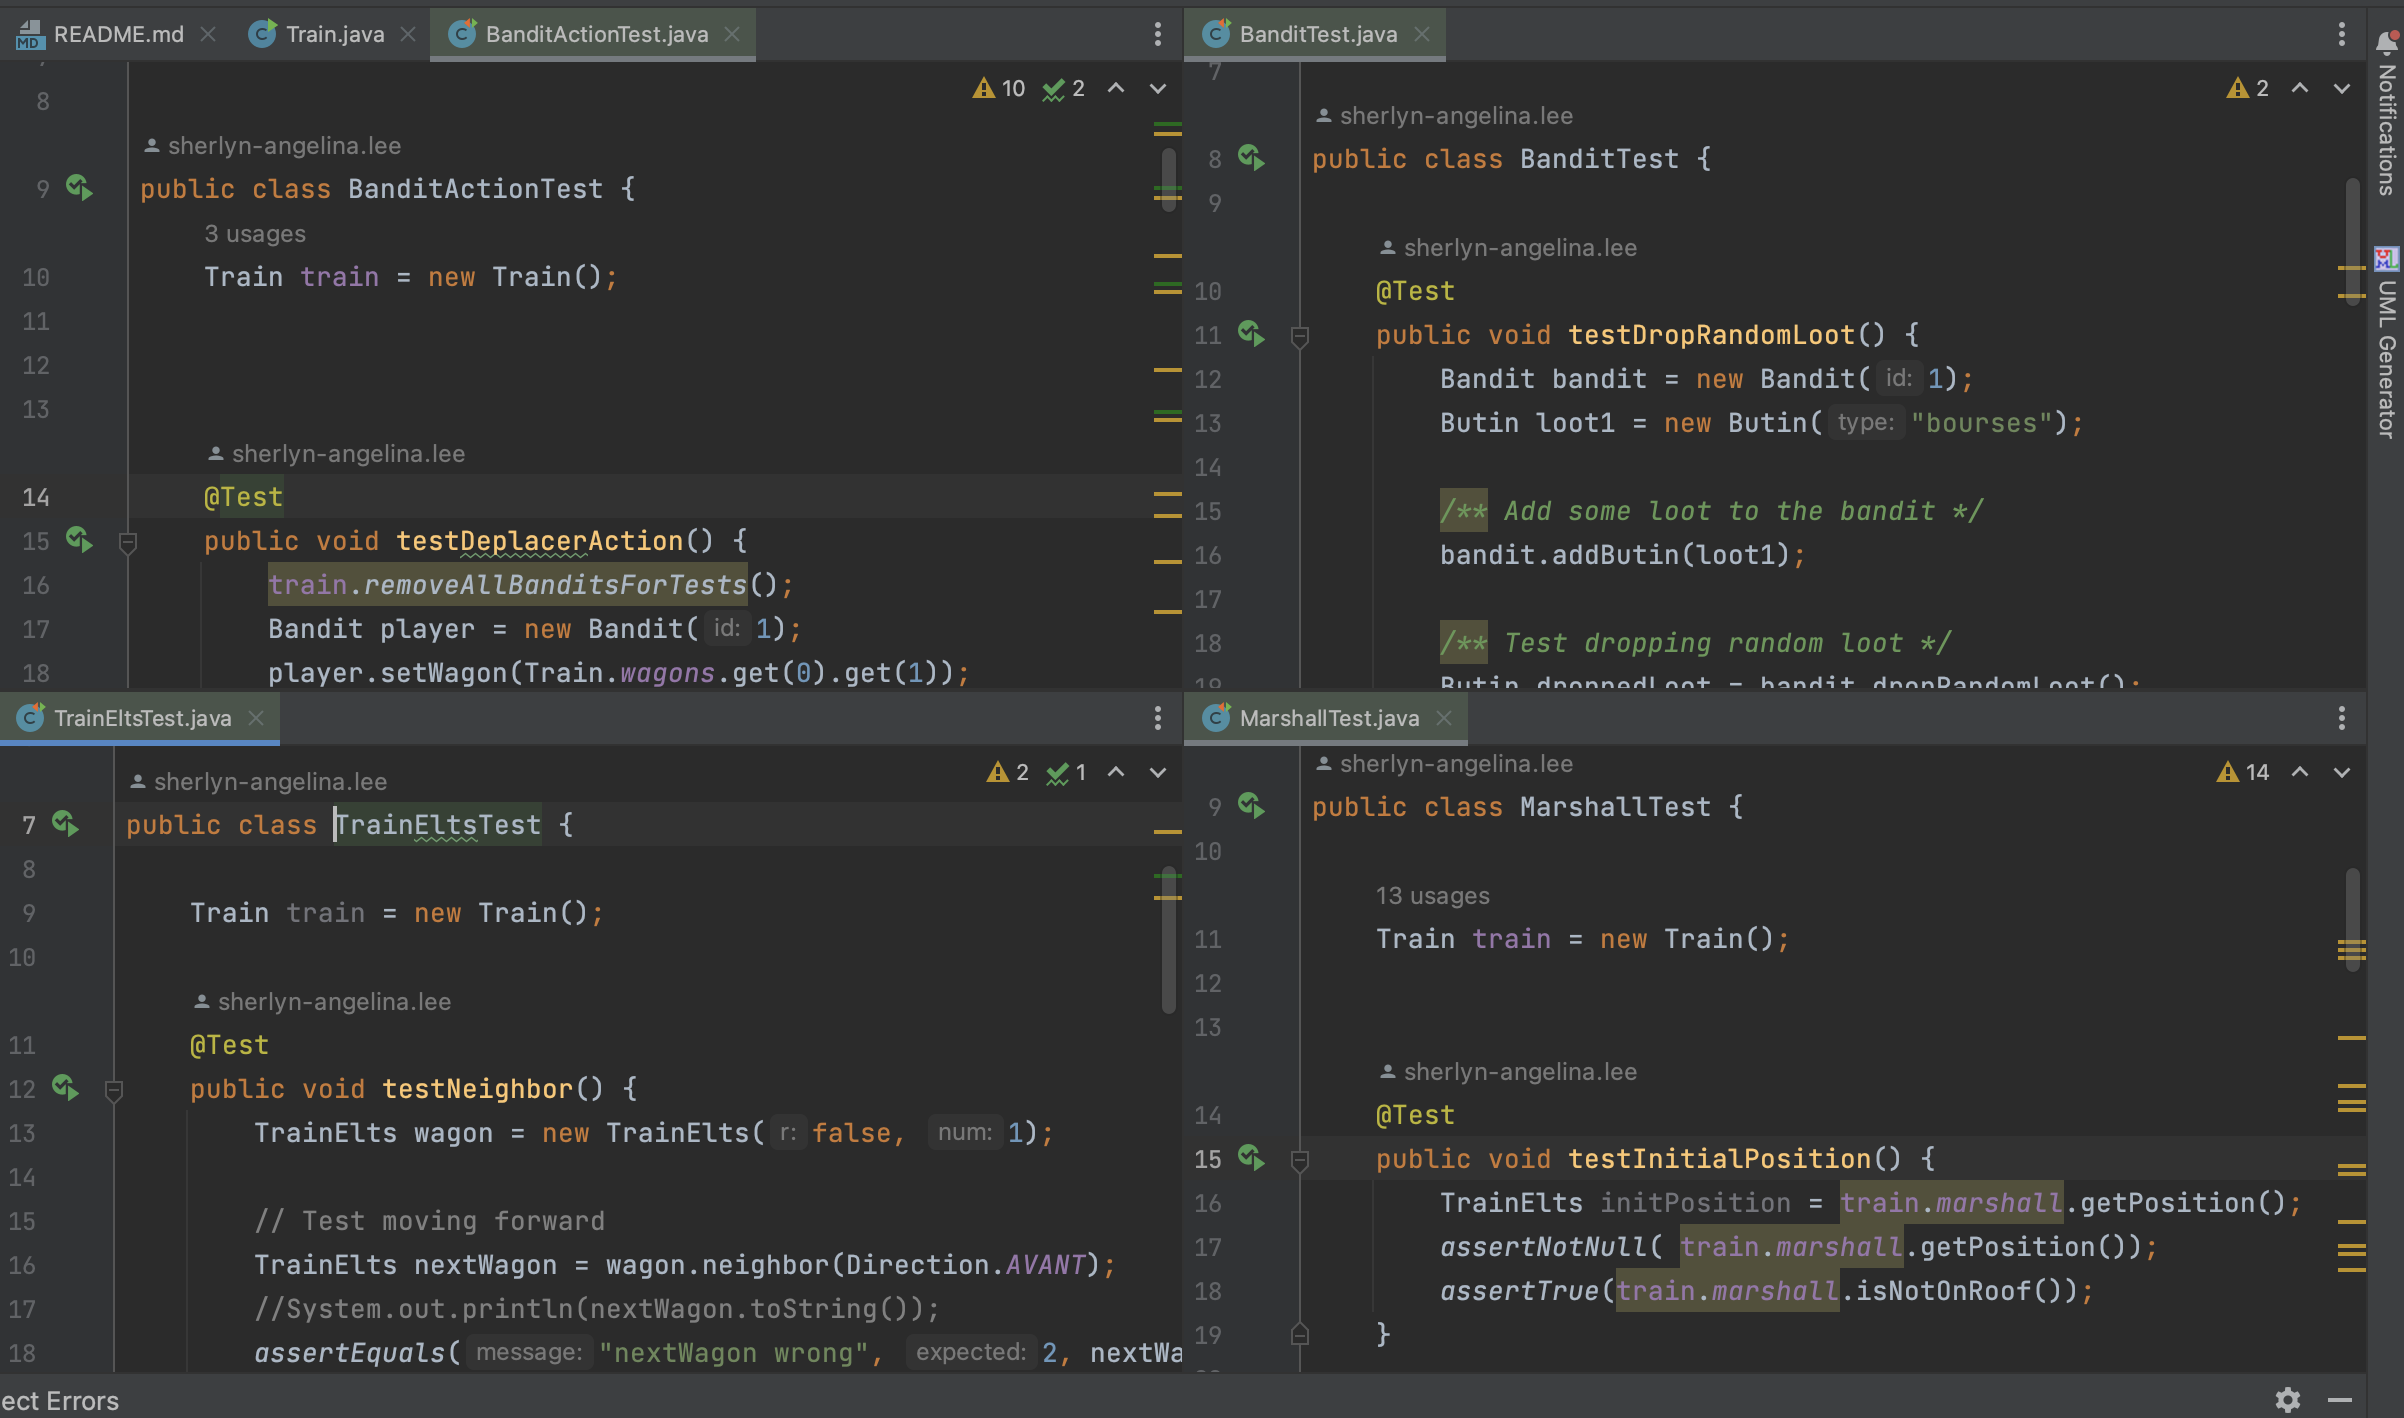 README.md
Train.java
BanditActionTest.java
10 2
8
sherlyn-angelina.lee
9 public class BanditActionTest {
3 usages
10 Train train = new Train();
11
12
13
sherlyn-angelina.lee
14 @Test
15 public void testDeplacerAction() {
16 train.removeAllBanditsForTests();
17 Bandit player = new Bandit( id: 1);
18 player.setWagon(Train.wagons.get(0).get(1));
BanditTest.java
2
7
sherlyn-angelina.lee
8 public class BanditTest {
9
sherlyn-angelina.lee
10 @Test
11 public void testDropRandomLoot() {
12 Bandit bandit = new Bandit( id: 1);
13 Butin loot1 = new Butin( type: "bourses");
14
15 /** Add some loot to the bandit */
16 bandit.addButin(loot1);
17
18 /** Test dropping random loot */
19 Butin droppedLoot = bandit.dropRandomLoot();
TrainEltsTest.java
2 1
sherlyn-angelina.lee
7 public class TrainEltsTest {
8
9 Train train = new Train();
10
sherlyn-angelina.lee
11 @Test
12 public void testNeighbor() {
13 TrainElts wagon = new TrainElts( r: false, num: 1);
14
15 // Test moving forward
16 TrainElts nextWagon = wagon.neighbor(Direction.AVANT);
17 //System.out.println(nextWagon.toString());
18 assertEquals( message: "nextWagon wrong", expected: 2, nextWa
MarshallTest.java
14
sherlyn-angelina.lee
9 public class MarshallTest {
10
13 usages
11 Train train = new Train();
12
13
sherlyn-angelina.lee
14 @Test
15 public void testInitialPosition() {
16 TrainElts initPosition = train.marshall.getPosition();
17 assertNotNull( train.marshall.getPosition());
18 assertTrue(train.marshall.isNotOnRoof());
19 }
Notifications
UML Generator
ect Errors